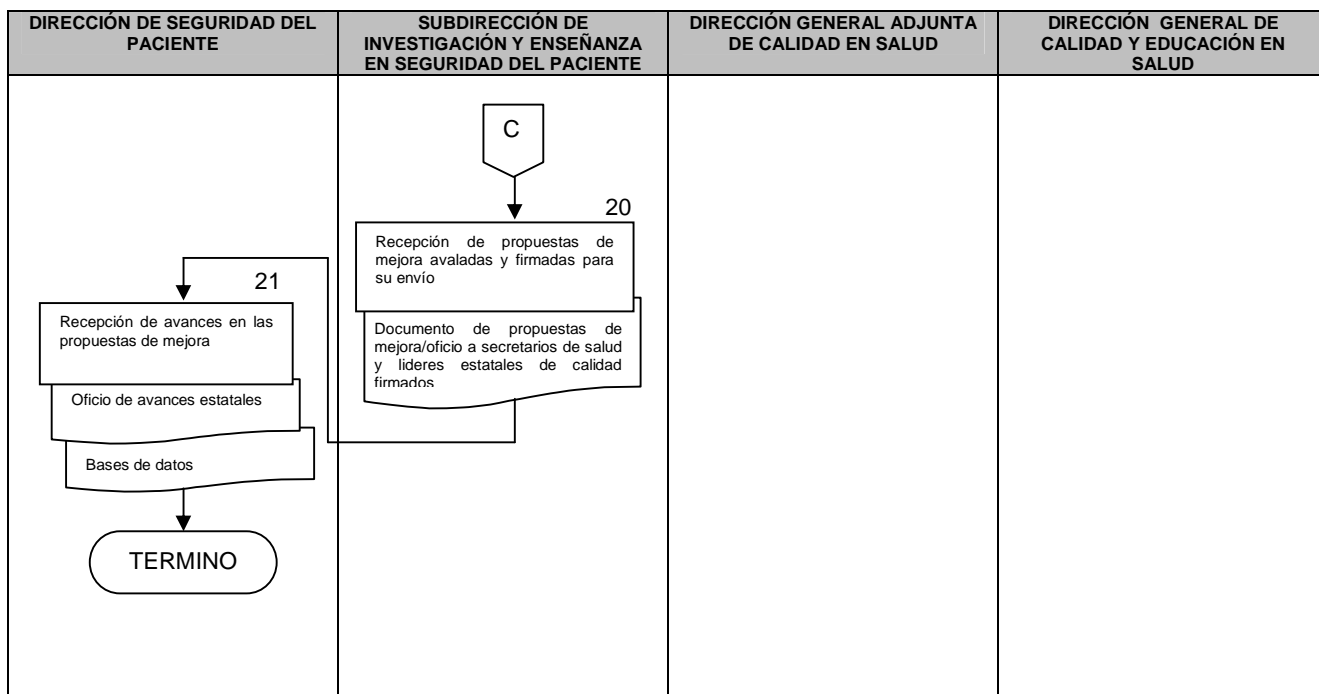 DIRECCIÓN DE SEGURIDAD DEL
PACIENTE
SUBDIRECCIÓN DE
INVESTIGACIÓN Y ENSEÑANZA
EN SEGURIDAD DEL PACIENTE
DIRECCIÓN GENERAL ADJUNTA
DE CALIDAD EN SALUD
DIRECCIÓN GENERAL DE
CALIDAD Y EDUCACIÓN EN
SALUD
C
20
Recepción de propuestas de
mejora avaladas y firmadas para
su envío
Documento de propuestas de
mejora/oficio a secretarios de salud
y lideres estatales de calidad
firmados
21
Recepción de avances en las
propuestas de mejora
Oficio de avances estatales
Bases de datos
TERMINO